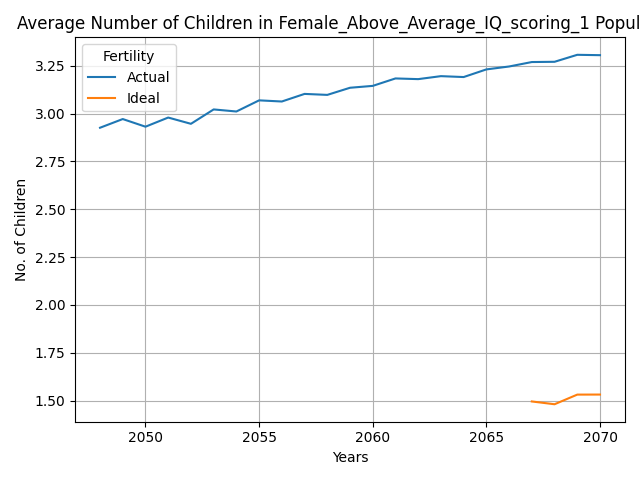 Average Number of Children in Female_Above_Average_IQ_scoring_1 Popul
Fertility
Actual
Ideal
3.25
3.00
2.75
2.50
2.25
2.00
1.75
1.50
No. of Children
2050 2055 2060 2065 2070
Years